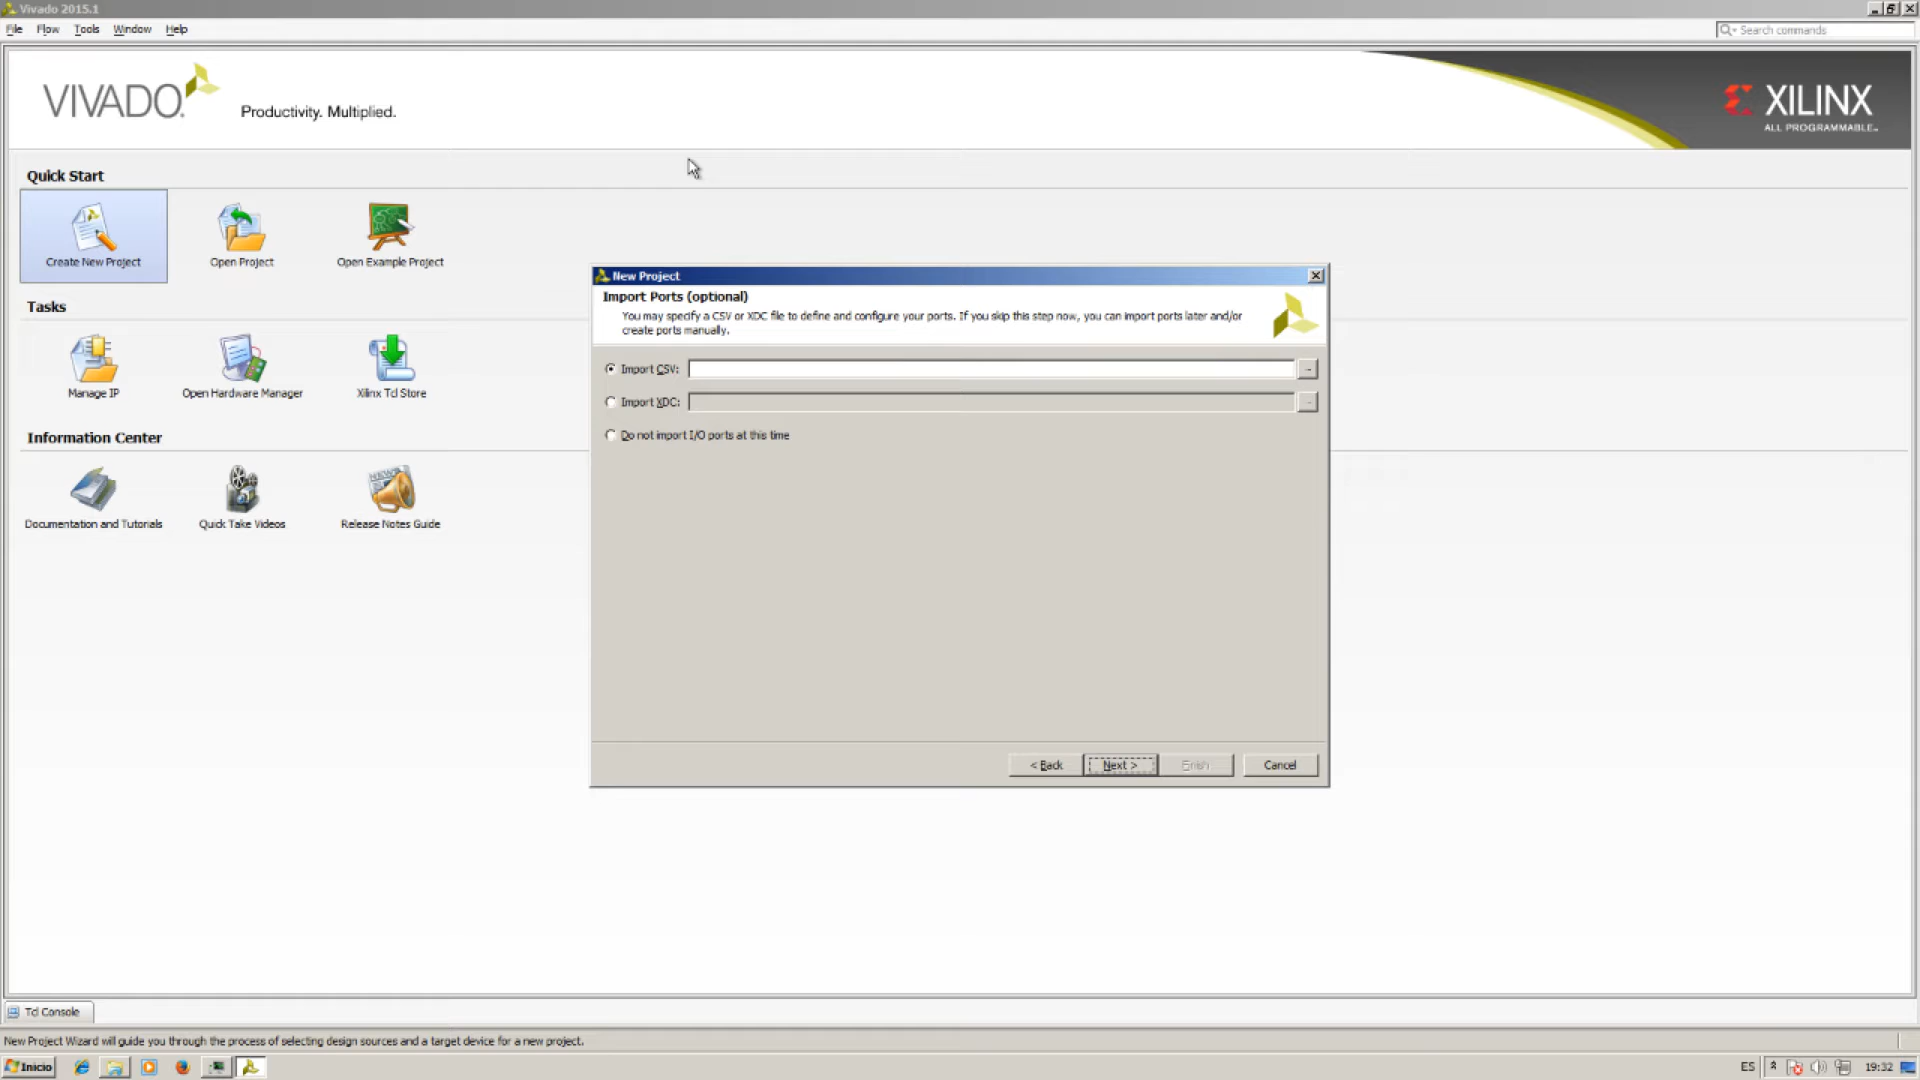 Vivado 2015.1
File Flow Tools Window Help
Search commands
VIVADO.
Productivity. Multiplied.
XILINX
ALL PROGRAMMABLE™
Quick Start
Create New Project
Open Project
Open Example Project
Tasks
Manage IP
Open Hardware Manager
Xilinx Tcl Store
Information Center
Documentation and Tutorials
Quick Take Videos
Release Notes Guide
New Project
Import Ports (optional)
You may specify a CSV or XDC file to define and configure your ports. If you skip this step now, you can import ports later and/or
create ports manually.
Import CSV:
Import XDC:
Do not import I/O ports at this time
< Back Next > Finish Cancel
Tcl Console
New Project Wizard will guide you through the process of selecting design sources and a target device for a new project.
Inicio
ES
19:32